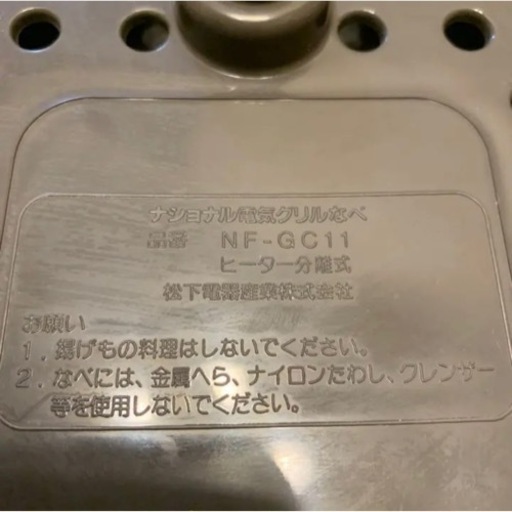 ナショナル電気グリルなべ
品番 NF-GC11
ヒーター分離式
松下電器産業株式会社
お願い
1. 揚げもの料理はしないでください。
2. なべには、金属へら、ナイロンたわし、クレンザー
等を使用しないでください。